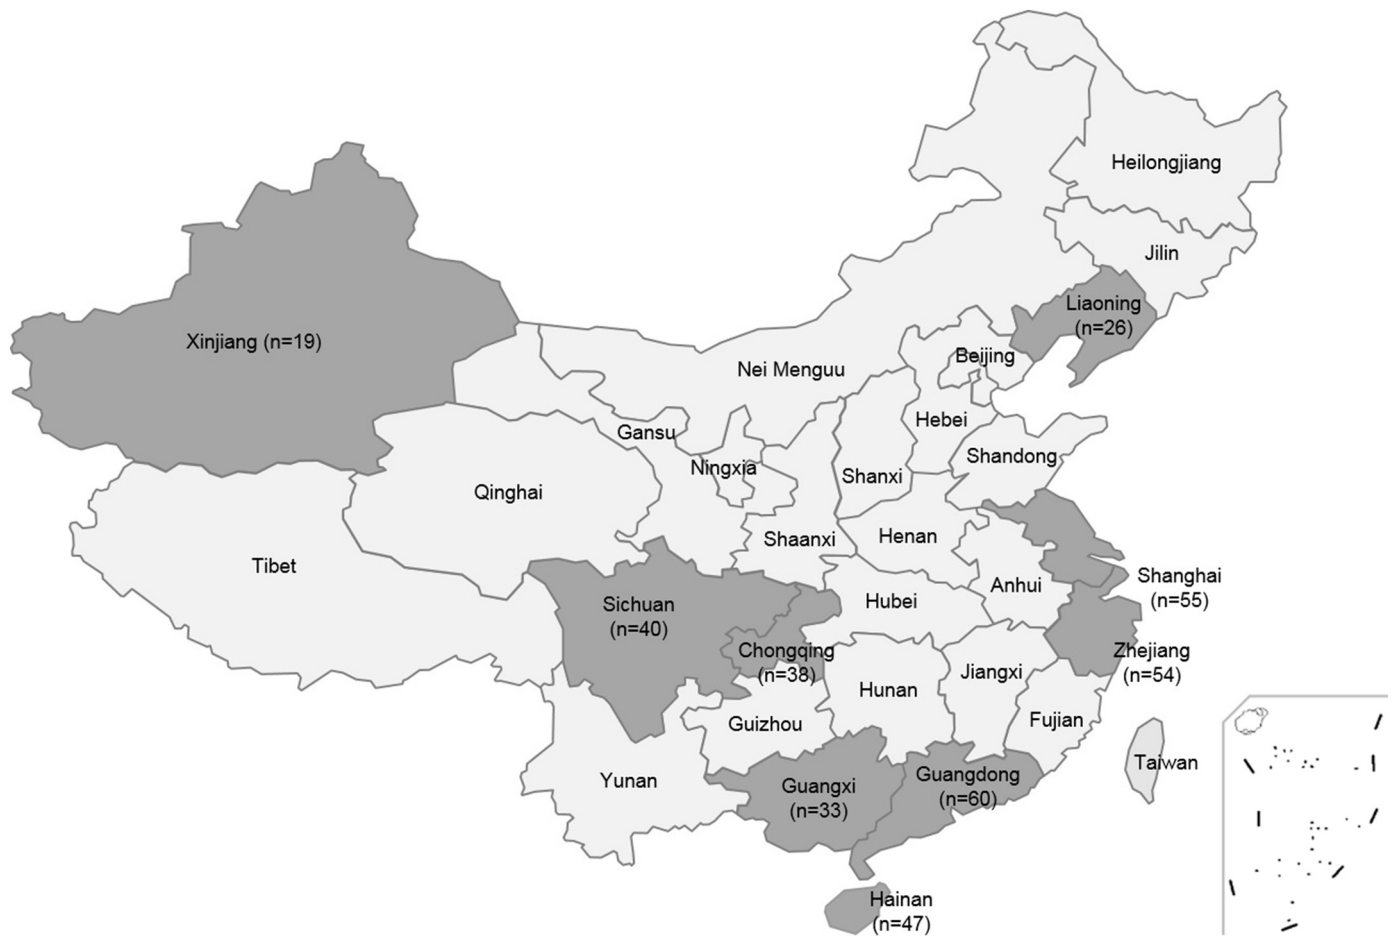 Heilongjiang
Jilin
Liaoning
(n=26)
Xinjiang (n=19)
Beijing
Nei Menguu
Hebei
Gansu
Shandong
Ningxia
Shanxi
Qinghai
Henan
Shaanxi
Tibet
Shanghai
(n=55)
Anhui
Hubei
Sichuan
(n=40)
Chongqing
(n=38)
Zhejiang
(n=54)
Jiangxi
Hunan
Fujian
Guizhou
Taiwan
Guangdong
(n=60)
Yunan
Guangxi
(n=33)
Hainan
(n=47)